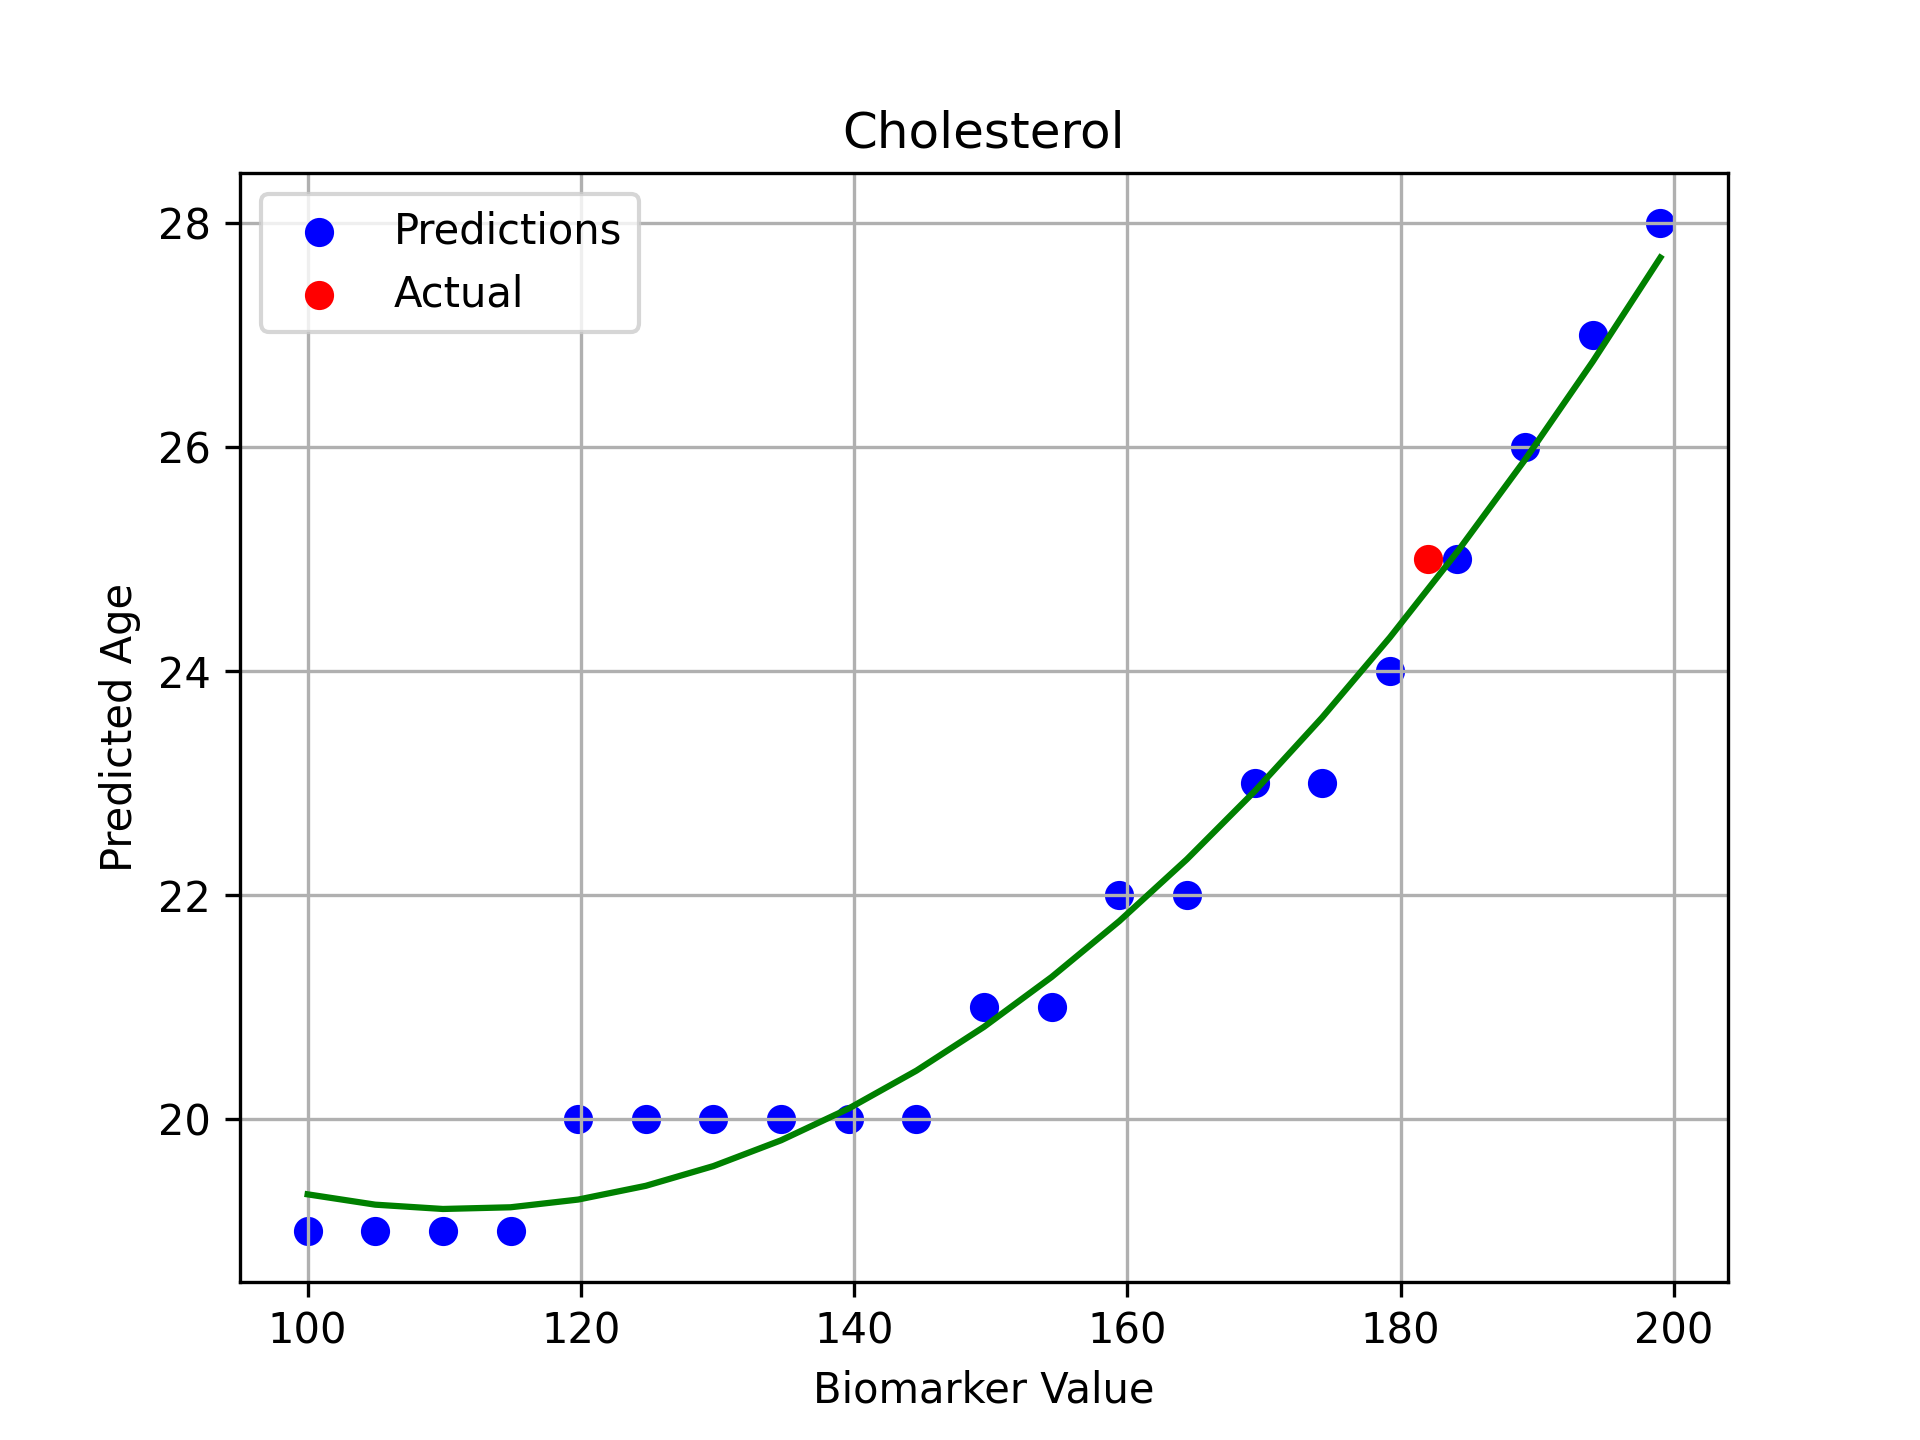 Cholesterol
Predictions
Actual
28
26
24
22
20
Predicted Age
100 120 140 160 180 200
Biomarker Value